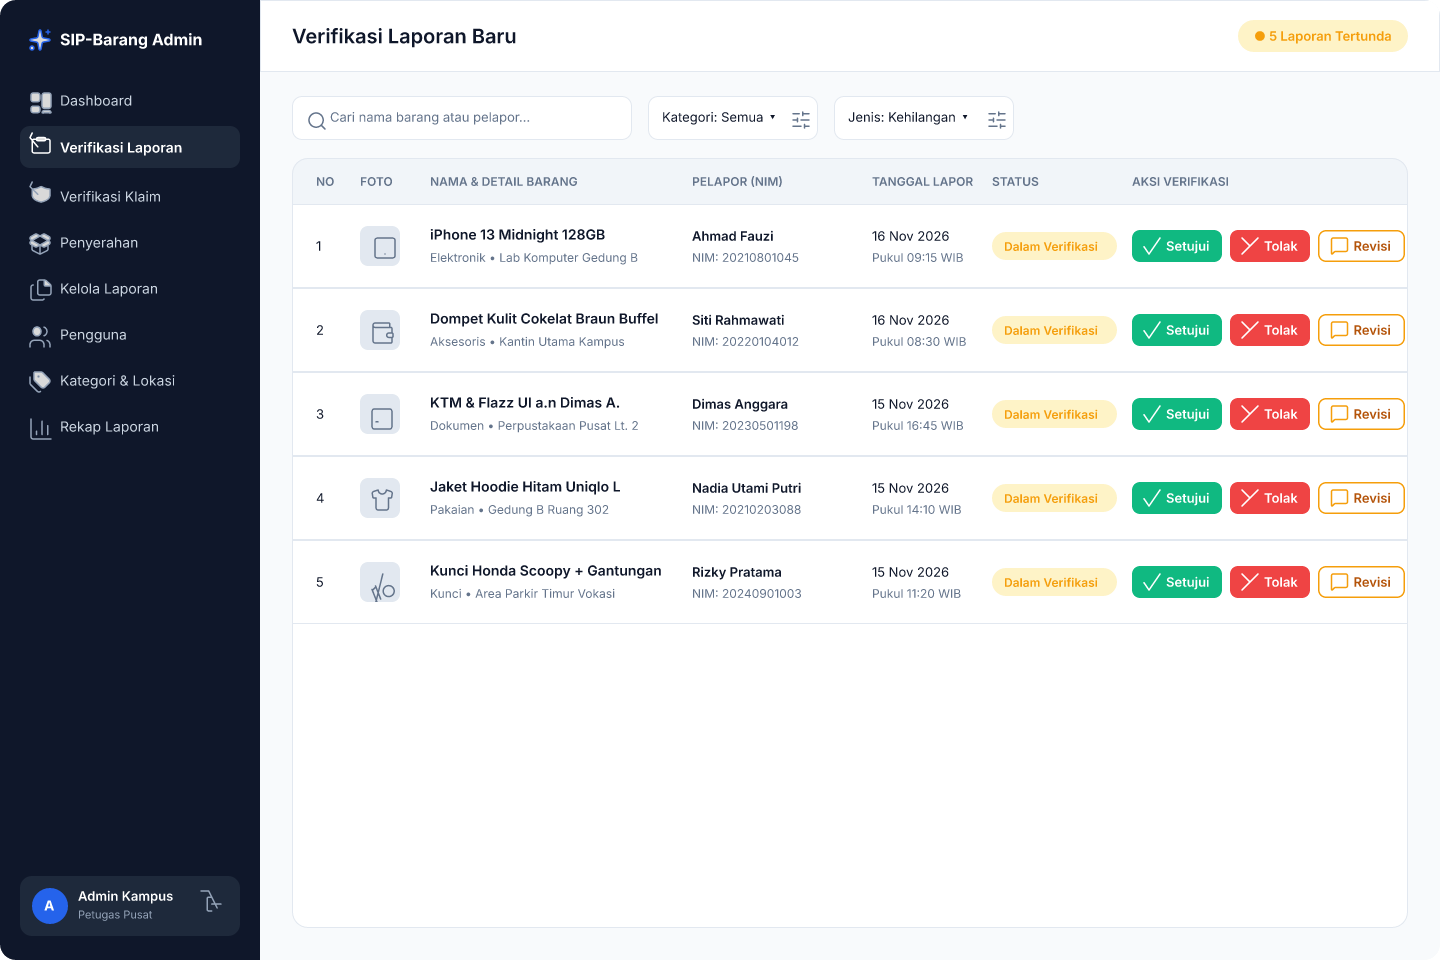 SIP-Barang Admin
Dashboard
Verifikasi Laporan
Verifikasi Klaim
Penyerahan
Kelola Laporan
Pengguna
Kategori & Lokasi
Rekap Laporan
A
Admin Kampus
Petugas Pusat
Verifikasi Laporan Baru
5 Laporan Tertunda
Cari nama barang atau pelapor...
Kategori: Semua ▾
Jenis: Kehilangan ▾
NO FOTO NAMA & DETAIL BARANG PELAPOR (NIM) TANGGAL LAPOR STATUS AKSI VERIFIKASI
1 iPhone 13 Midnight 128GB Ahmad Fauzi 16 Nov 2026 Dalam Verifikasi Setujui Tolak Revisi
Elektronik • Lab Komputer Gedung B NIM: 20210801045 Pukul 09:15 WIB
2 Dompet Kulit Cokelat Braun Buffel Siti Rahmawati 16 Nov 2026 Dalam Verifikasi Setujui Tolak Revisi
Aksesoris • Kantin Utama Kampus NIM: 20220104012 Pukul 08:30 WIB
3 KTM & Flazz UI a.n Dimas A. Dimas Anggara 15 Nov 2026 Dalam Verifikasi Setujui Tolak Revisi
Dokumen • Perpustakaan Pusat Lt. 2 NIM: 20230501198 Pukul 16:45 WIB
4 Jaket Hoodie Hitam Uniqlo L Nadia Utami Putri 15 Nov 2026 Dalam Verifikasi Setujui Tolak Revisi
Pakaian • Gedung B Ruang 302 NIM: 20210203088 Pukul 14:10 WIB
5 Kunci Honda Scoopy + Gantungan Rizky Pratama 15 Nov 2026 Dalam Verifikasi Setujui Tolak Revisi
Kunci • Area Parkir Timur Vokasi NIM: 20240901003 Pukul 11:20 WIB